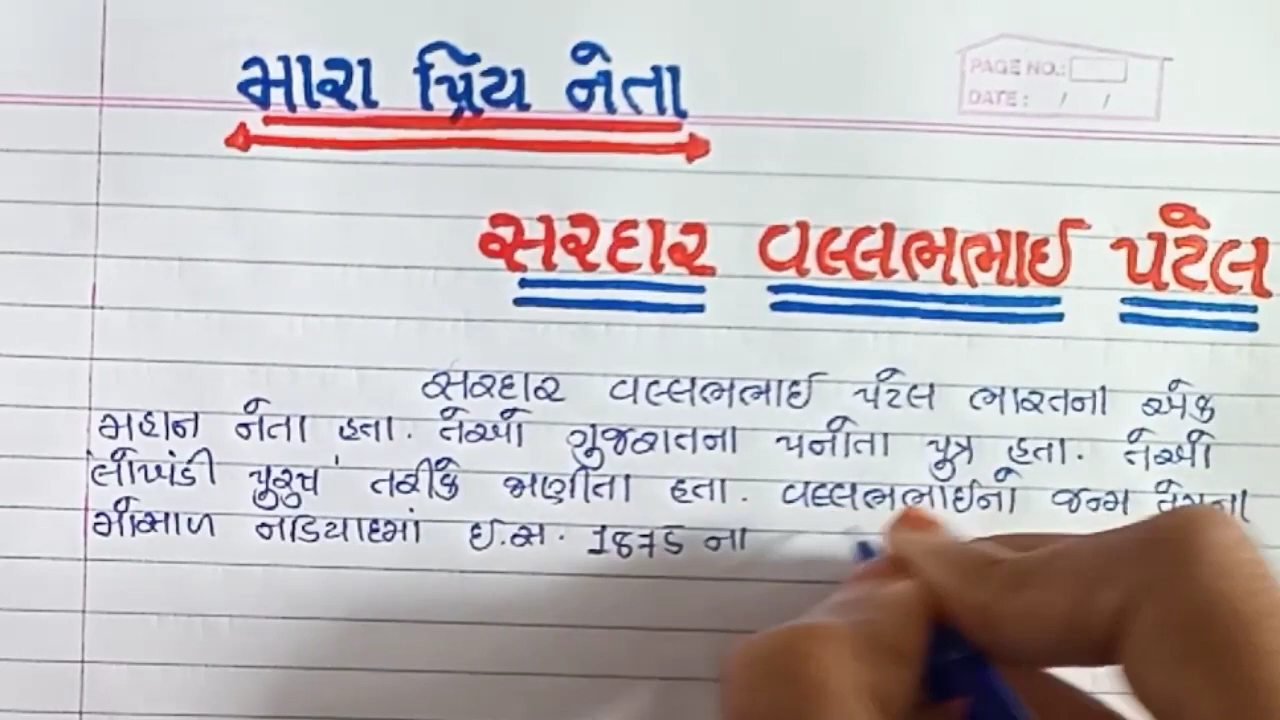 મારા પ્રિય નેતા
PAGE NO.:
DATE : / /
સરદાર વલ્લભભાઈ પટેલ
સરદાર વલ્લભભાઈ પટેલ ભારતના એક
મહાન નેતા હતા. તેઓ ગુજરાતના પનોતા પુત્ર હતા. તેઓ
'લોખંડી પુરુષ' તરીકે જાણીતા હતા. વલ્લભભાઈનો જન્મ તેમના
મોસાળ નડિયાદમાં ઈ.સ. 1875 ના